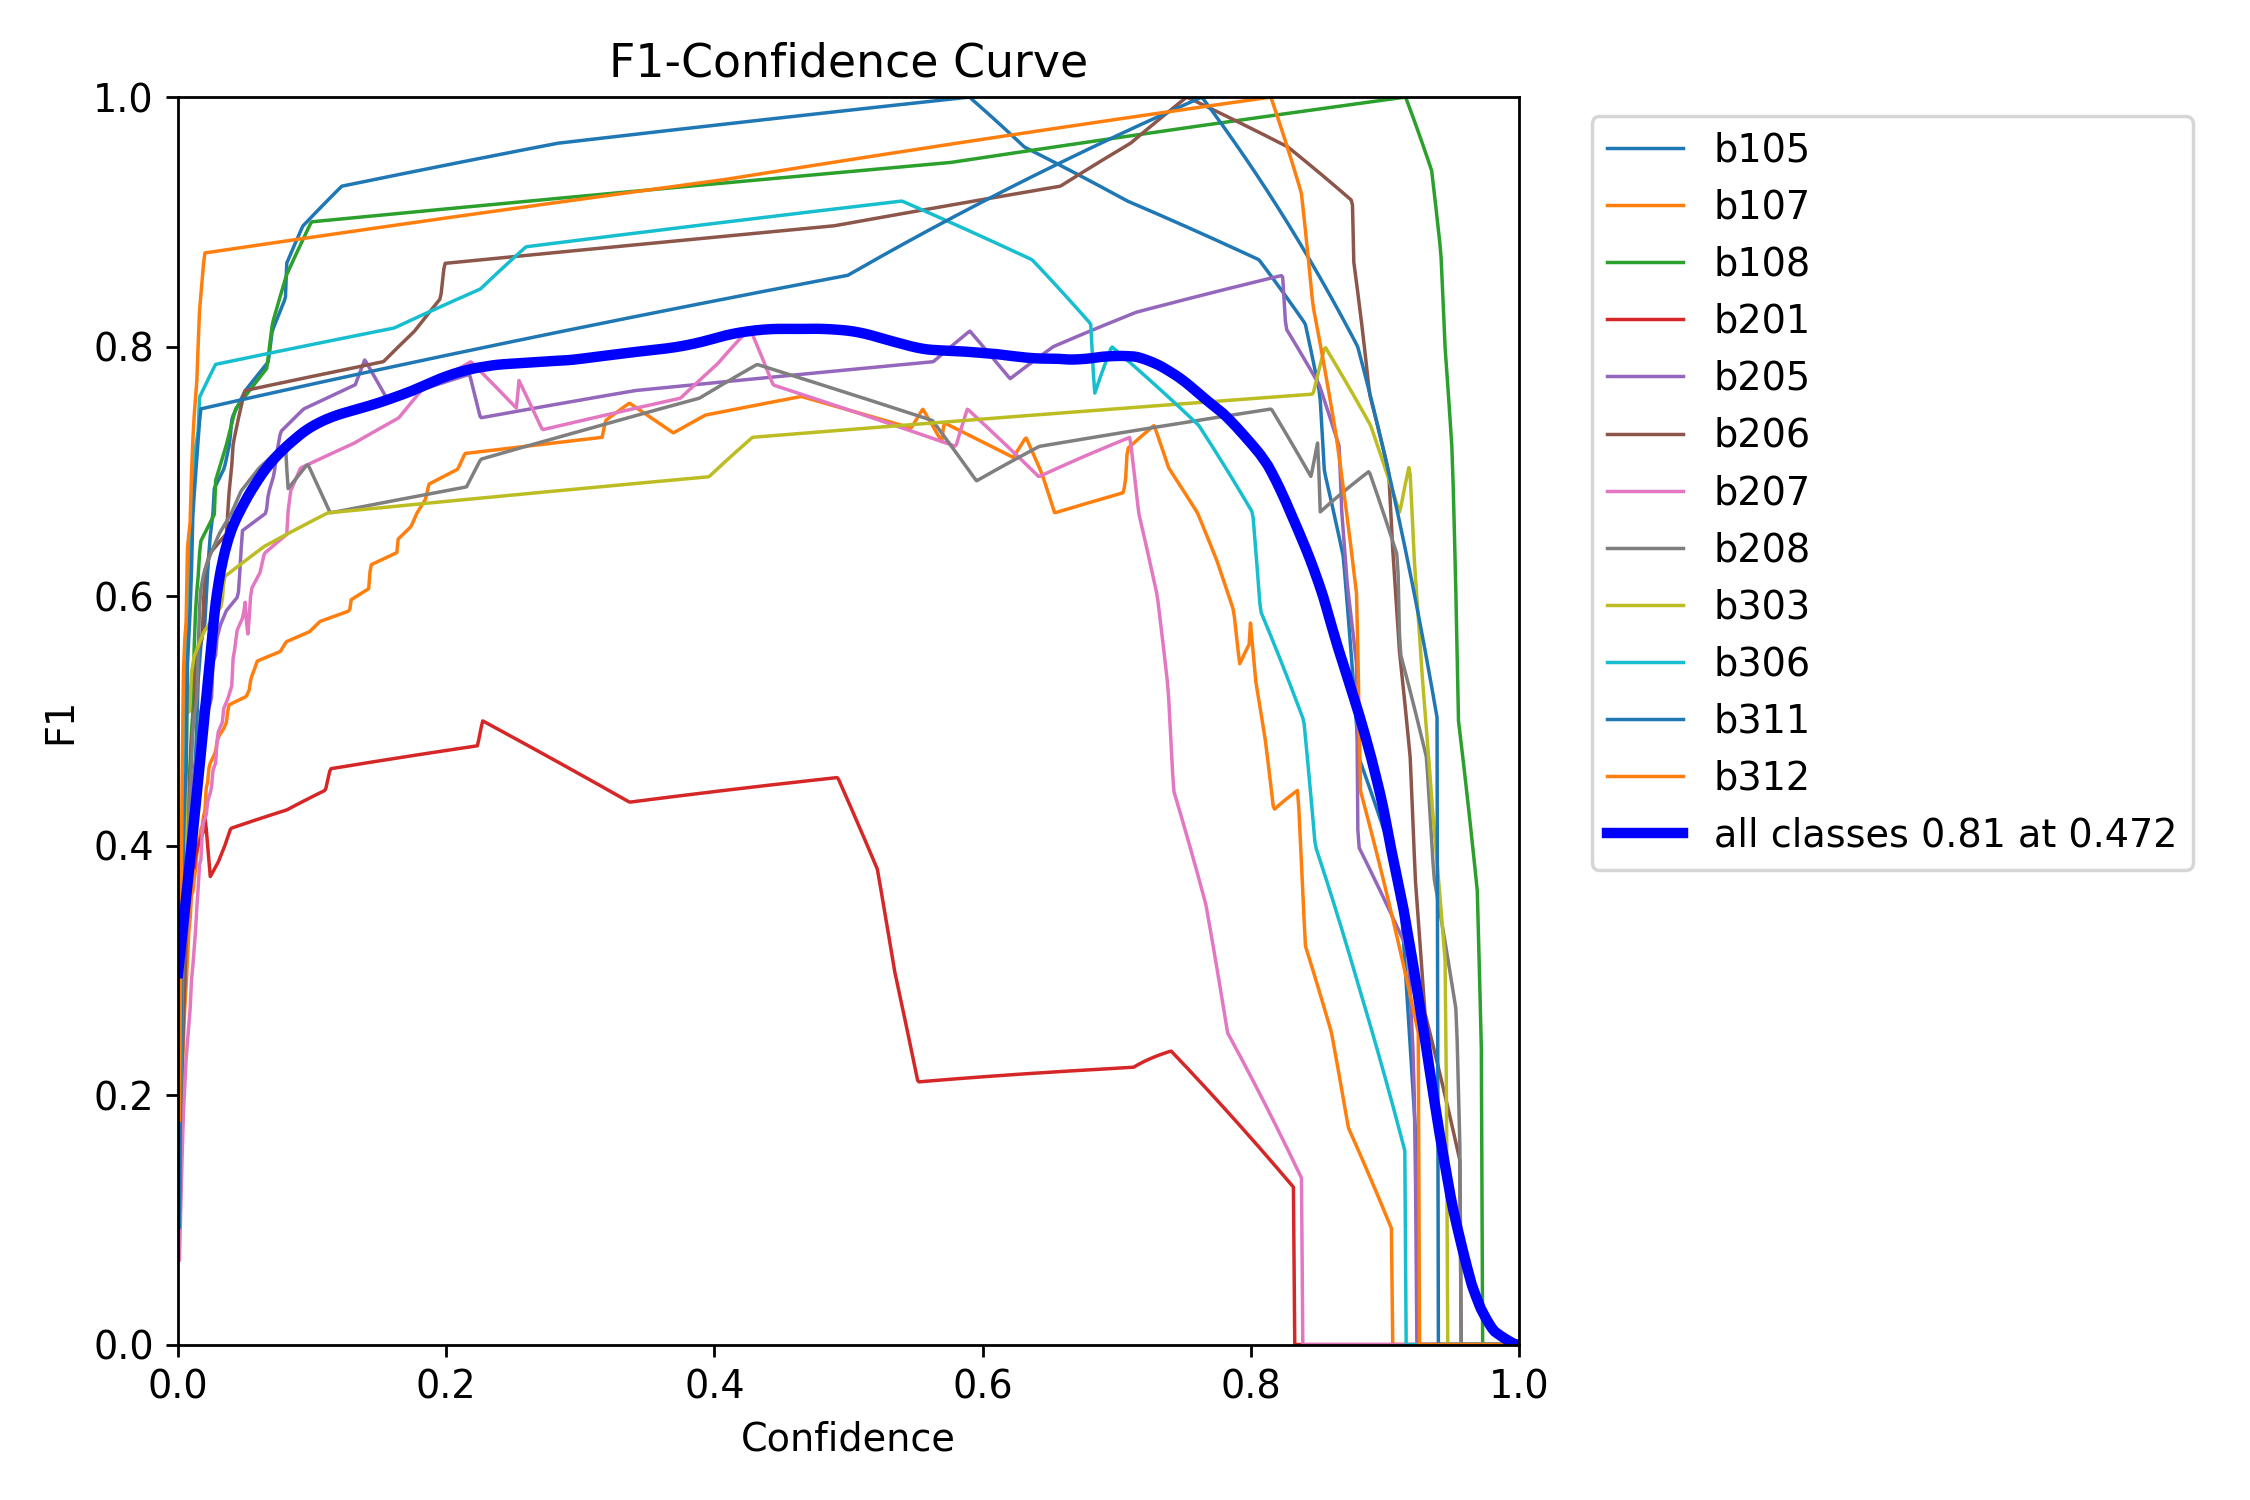 F1-Confidence Curve
1.0
0.8
0.6
0.4
0.2
0.0
F1
0.0 0.2 0.4 0.6 0.8 1.0
Confidence
b105
b107
b108
b201
b205
b206
b207
b208
b303
b306
b311
b312
all classes 0.81 at 0.472